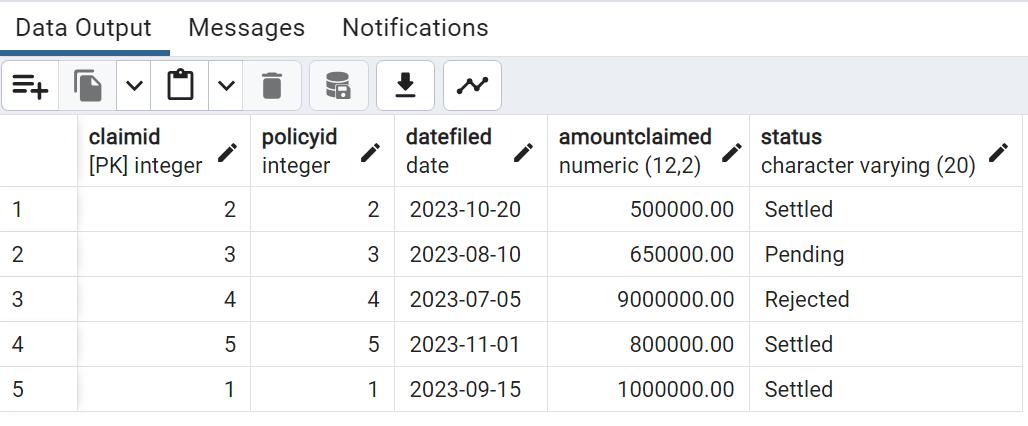 Data Output Messages Notifications
claimid policyid datefiled amountclaimed status
[PK] integer integer date numeric (12,2) character varying (20)
1 2 2 2023-10-20 500000.00 Settled
2 3 3 2023-08-10 650000.00 Pending
3 4 4 2023-07-05 9000000.00 Rejected
4 5 5 2023-11-01 800000.00 Settled
5 1 1 2023-09-15 1000000.00 Settled